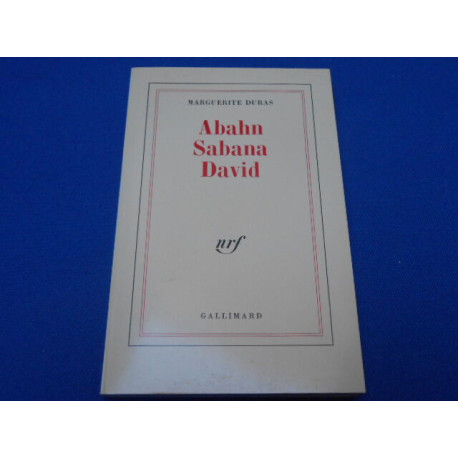 MARGUERITE DURAS
Abahn
Sabana
David
nrf
GALLIMARD